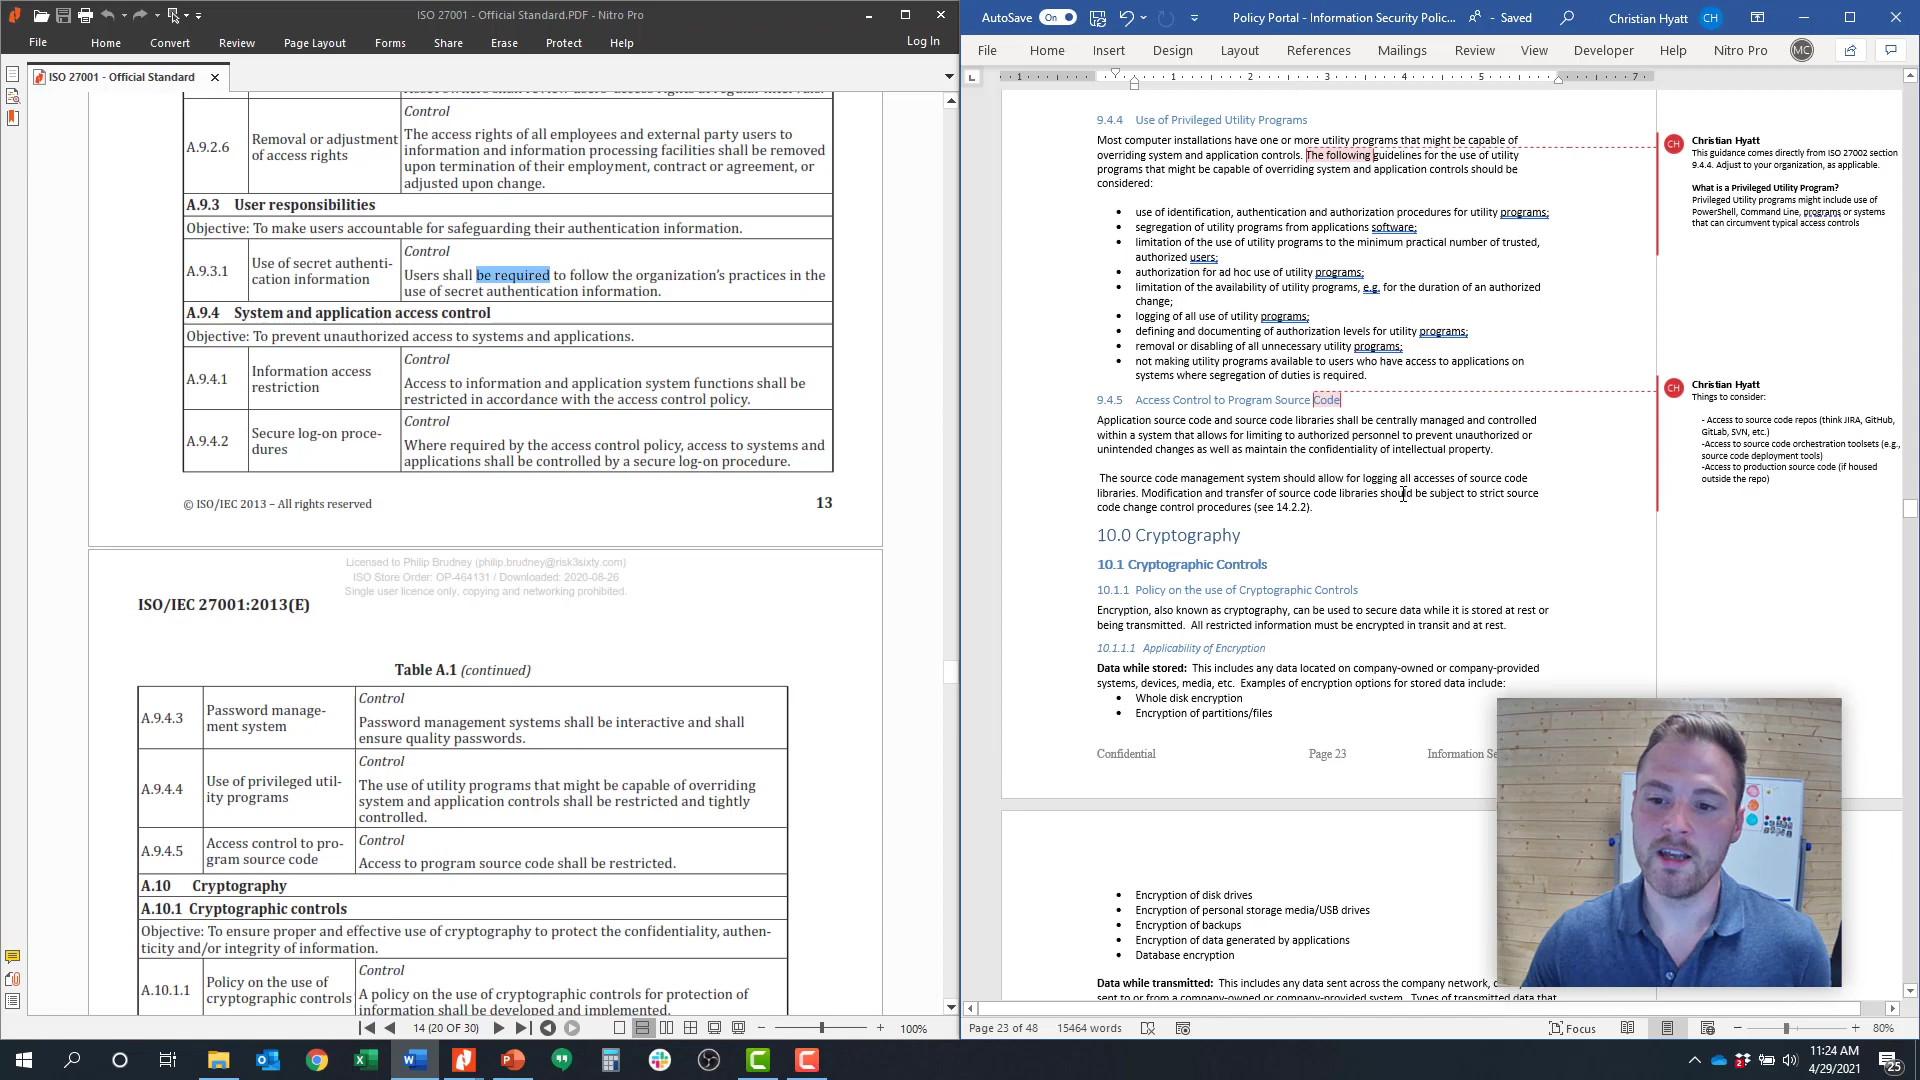 ISO 27001 - Official Standard.PDF - Nitro Pro
File Home Convert Review Page Layout Forms Share Erase Protect Help Log In
ISO 27001 - Official Standard
Control
A.9.2.6 Removal or adjustment of access rights
The access rights of all employees and external party users to
information and information processing facilities shall be removed
upon termination of their employment, contract or agreement, or
adjusted upon change.
A.9.3 User responsibilities
Objective: To make users accountable for safeguarding their authentication information.
A.9.3.1
Use of secret authenti-
cation information
Control
Users shall be required to follow the organization's practices in the
use of secret authentication information.
A.9.4 System and application access control
Objective: To prevent unauthorized access to systems and applications.
A.9.4.1
Information access
restriction
Control
Access to information and application system functions shall be
restricted in accordance with the access control policy.
A.9.4.2
Secure log-on proce-
dures
Control
Where required by the access control policy, access to systems and
applications shall be controlled by a secure log-on procedure.
© ISO/IEC 2013 – All rights reserved 13
Licensed to Philip Brudney (philip.brudney@risk3sixty.com)
ISO Store Order: OP-464131 / Downloaded: 2020-08-26
Single user licence only, copying and networking prohibited.
ISO/IEC 27001:2013(E)
Table A.1 (continued)
A.9.4.3
Password manage-
ment system
Control
Password management systems shall be interactive and shall
ensure quality passwords.
A.9.4.4
Use of privileged util-
ity programs
Control
The use of utility programs that might be capable of overriding
system and application controls shall be restricted and tightly
controlled.
A.9.4.5
Access control to pro-
gram source code
Control
Access to program source code shall be restricted.
A.10 Cryptography
A.10.1 Cryptographic controls
Objective: To ensure proper and effective use of cryptography to protect the confidentiality, authen-
ticity and/or integrity of information.
A.10.1.1
Policy on the use of
cryptographic controls
Control
A policy on the use of cryptographic controls for protection of
information shall be developed and implemented.
14 (20 OF 30) 100%
AutoSave On Policy Portal - Information Security Polic... - Saved Christian Hyatt CH
File Home Insert Design Layout References Mailings Review View Developer Help Nitro Pro MC
1 1 2 3 4 5 7
9.4.4 Use of Privileged Utility Programs
Most computer installations have one or more utility programs that might be capable of
overriding system and application controls. The following guidelines for the use of utility
programs that might be capable of overriding system and application controls should be
considered:
• use of identification, authentication and authorization procedures for utility programs;
• segregation of utility programs from applications software;
• limitation of the use of utility programs to the minimum practical number of trusted,
authorized users;
• authorization for ad hoc use of utility programs;
• limitation of the availability of utility programs, e.g. for the duration of an authorized
change;
• logging of all use of utility programs;
• defining and documenting of authorization levels for utility programs;
• removal or disabling of all unnecessary utility programs;
• not making utility programs available to users who have access to applications on
systems where segregation of duties is required.
9.4.5 Access Control to Program Source Code
Application source code and source code libraries shall be centrally managed and controlled
within a system that allows for limiting to authorized personnel to prevent unauthorized or
unintended changes as well as maintain the confidentiality of intellectual property.
The source code management system should allow for logging all accesses of source code
libraries. Modification and transfer of source code libraries should be subject to strict source
code change control procedures (see 14.2.2).
10.0 Cryptography
10.1 Cryptographic Controls
10.1.1 Policy on the use of Cryptographic Controls
Encryption, also known as cryptography, can be used to secure data while it is stored at rest or
being transmitted. All restricted information must be encrypted in transit and at rest.
10.1.1.1 Applicability of Encryption
Data while stored: This includes any data located on company-owned or company-provided
systems, devices, media, etc. Examples of encryption options for stored data include:
• Whole disk encryption
• Encryption of partitions/files
Confidential Page 23 Information
• Encryption of disk drives
• Encryption of personal storage media/USB drives
• Encryption of backups
• Encryption of data generated by applications
• Database encryption
Data while transmitted: This includes any data sent across the company network,
sent to or from a company-owned or company-provided system. Types of transmitted data that
CH Christian Hyatt
This guidance comes directly from ISO 27002 section
9.4.4. Adjust to your organization, as applicable.
What is a Privileged Utility Program?
Privileged Utility programs might include use of
PowerShell, Command Line, programs or systems
that can circumvent typical access controls
CH Christian Hyatt
Things to consider:
- Access to source code repos (think JIRA, GitHub,
GitLab, SVN, etc.)
-Access to source code orchestration toolsets (e.g.,
source code deployment tools)
-Access to production source code (if housed
outside the repo)
Page 23 of 48 15464 words Focus 80%
11:24 AM
4/29/2021
25